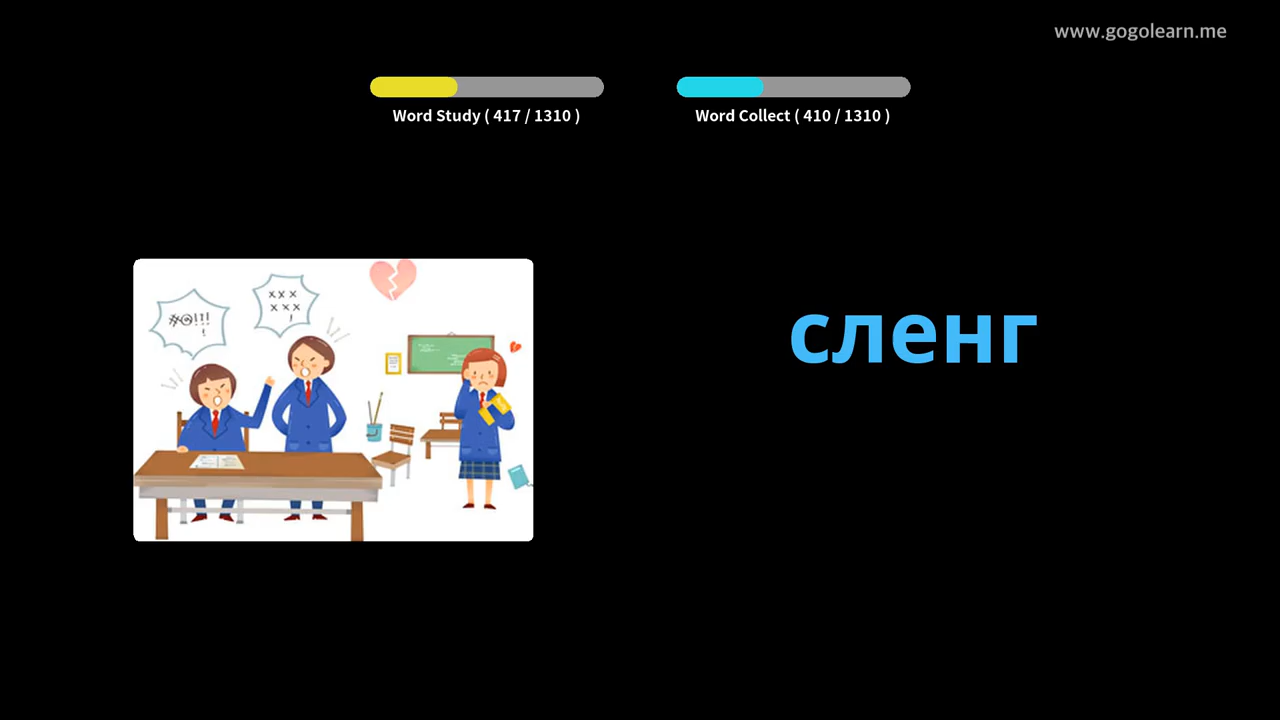 www.gogolearn.me
Word Study ( 417 / 1310 )
Word Collect ( 410 / 1310 )
#@!!!
!
x x x
x x x
!
сленг